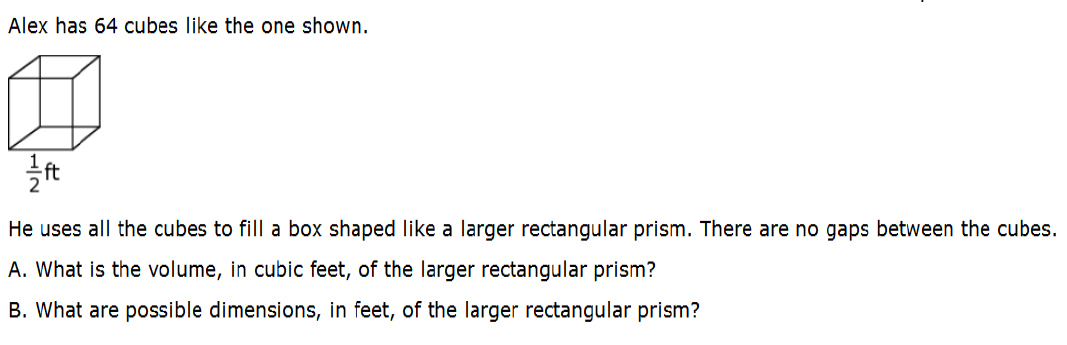 Alex has 64 cubes like the one shown.
1/2 ft
He uses all the cubes to fill a box shaped like a larger rectangular prism. There are no gaps between the cubes.
A. What is the volume, in cubic feet, of the larger rectangular prism?
B. What are possible dimensions, in feet, of the larger rectangular prism?